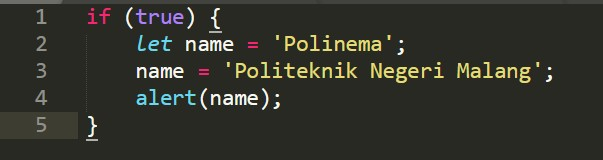 1 if (true) {
2 let name = 'Polinema';
3 name = 'Politeknik Negeri Malang';
4 alert(name);
5 }